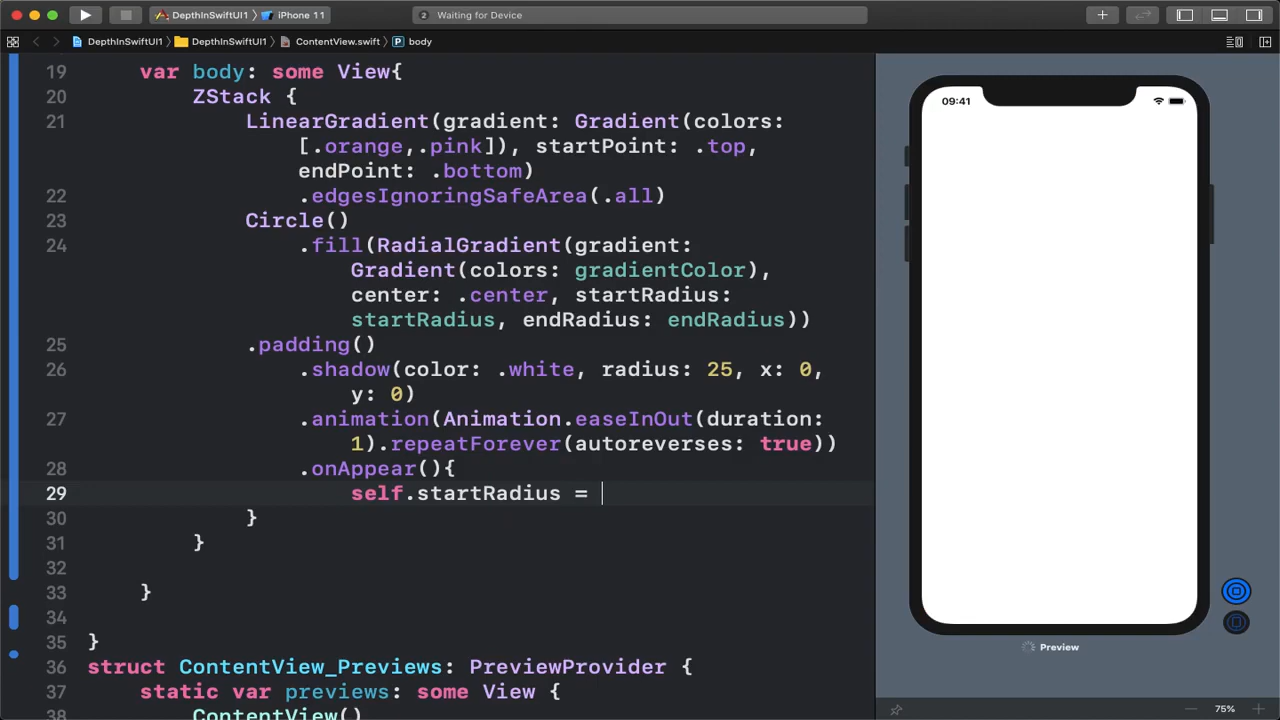 DepthInSwiftUI1 〉 iPhone 11
2 Waiting for Device
DepthInSwiftUI1 〉 DepthInSwiftUI1 〉 ContentView.swift 〉 P body
19 var body: some View{
20 ZStack {
21 LinearGradient(gradient: Gradient(colors:
[.orange,.pink]), startPoint: .top,
endPoint: .bottom)
22 .edgesIgnoringSafeArea(.all)
23 Circle()
24 .fill(RadialGradient(gradient:
Gradient(colors: gradientColor),
center: .center, startRadius:
startRadius, endRadius: endRadius))
25 .padding()
26 .shadow(color: .white, radius: 25, x: 0,
y: 0)
27 .animation(Animation.easeInOut(duration:
1).repeatForever(autoreverses: true))
28 .onAppear(){
29 self.startRadius =
30 }
31 }
32
33 }
34
35 }
36 struct ContentView_Previews: PreviewProvider {
37 static var previews: some View {
38 ContentView()
09:41
Preview
75%